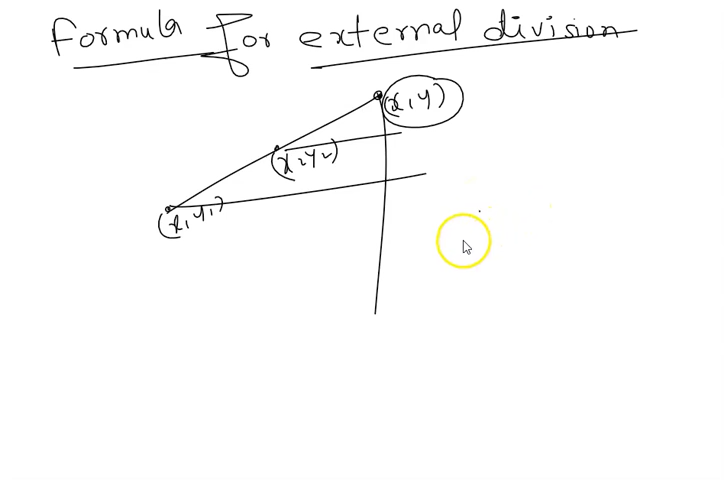 Formula for external division
(x, y)
(x₂ y₂)
(x₁ y₁)